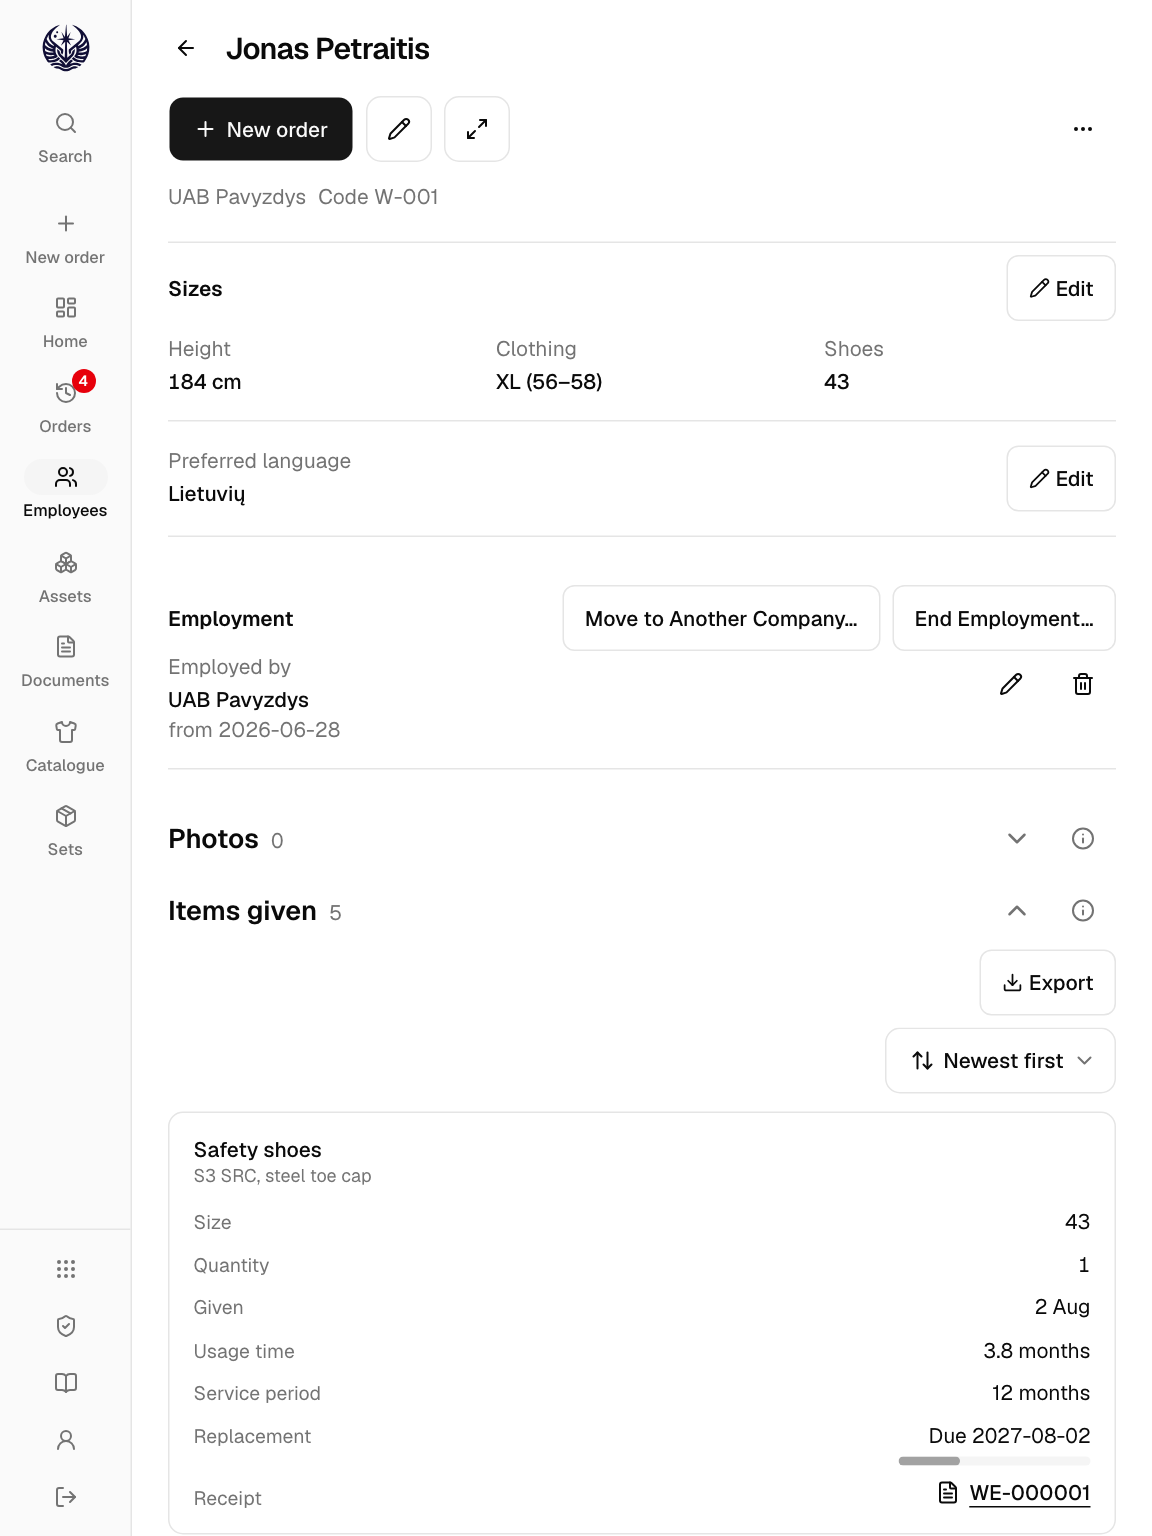 Jonas Petraitis
New order
UAB Pavyzdys Code W-001
Search
New order
Home
4
Orders
Employees
Assets
Documents
Catalogue
Sets
Sizes
Edit
Height
184 cm
Clothing
XL (56–58)
Shoes
43
Preferred language
Lietuvių
Edit
Employment
Move to Another Company...
End Employment...
Employed by
UAB Pavyzdys
from 2026-06-28
Photos 0
Items given 5
Export
Newest first
Safety shoes
S3 SRC, steel toe cap
Size 43
Quantity 1
Given 2 Aug
Usage time 3.8 months
Service period 12 months
Replacement Due 2027-08-02
Receipt WE-000001